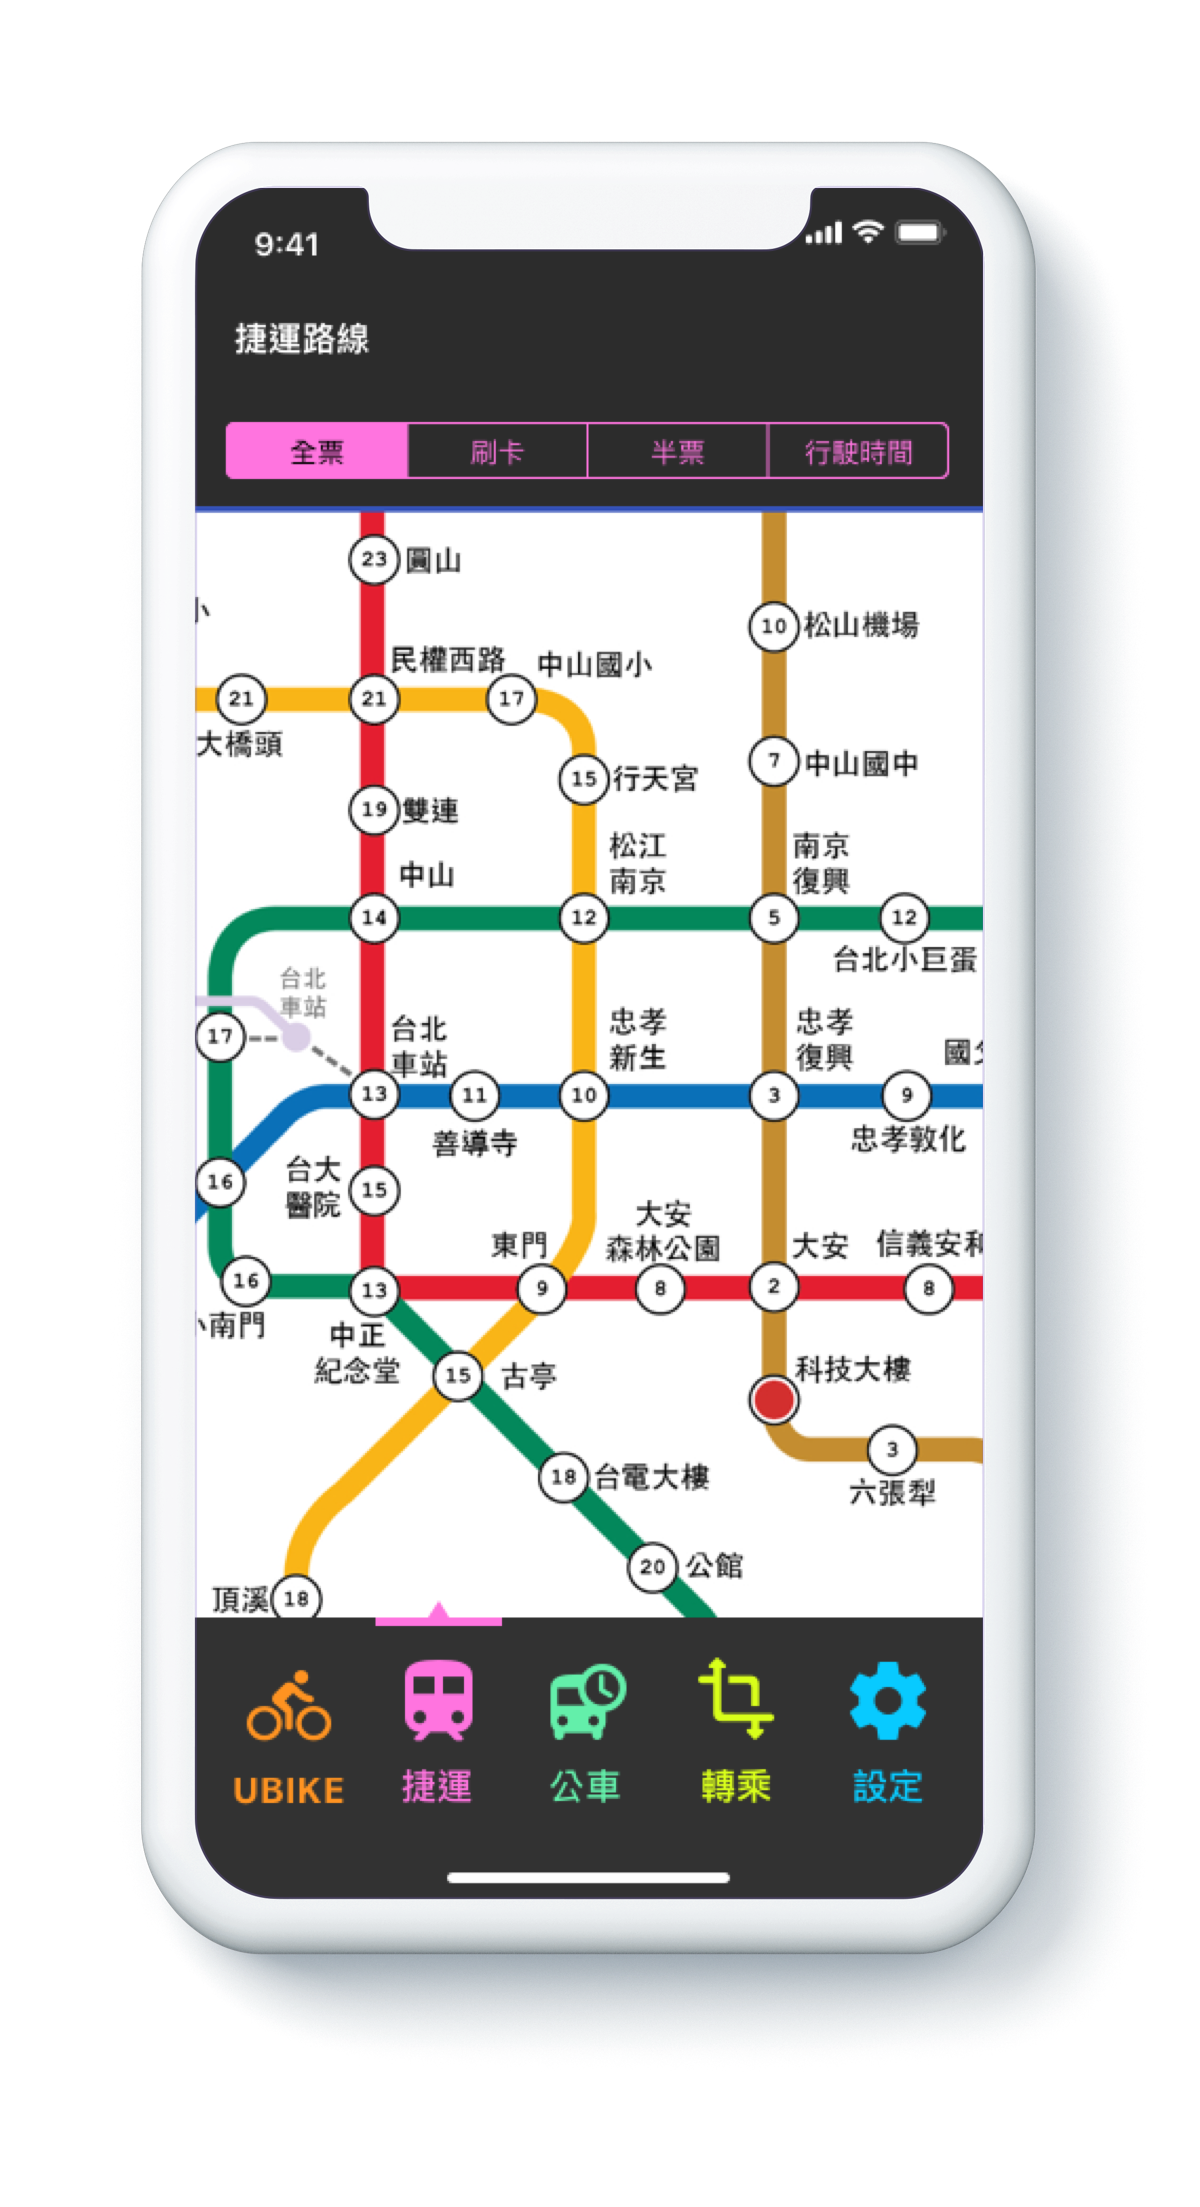 9:41
捷運路線
全票
刷卡
半票
行駛時間
23
圓山
小
10
松山機場
民權西路
中山國小
21
21
17
大橋頭
7
中山國中
15
行天宮
19
雙連
松江
南京
南京
復興
中山
14
12
5
12
台北小巨蛋
台北
車站
17
台北
車站
忠孝
新生
忠孝
復興
國
13
11
10
3
9
善導寺
忠孝敦化
16
台大
醫院
15
大安
森林公園
東門
大安
信義安和
16
13
9
8
2
8
小南門
中正
紀念堂
15
古亭
科技大樓
3
六張犁
18
台電大樓
20
公館
頂溪
18
UBIKE
捷運
公車
轉乘
設定